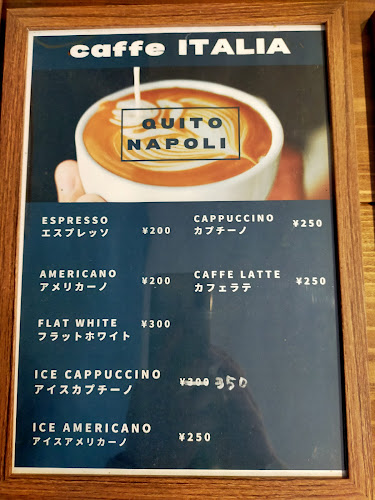 caffe ITALIA
QUITO
NAPOLI
ESPRESSO
エスプレッソ ¥200
CAPPUCCINO
カプチーノ ¥250
AMERICANO
アメリカーノ ¥200
CAFFE LATTE
カフェラテ ¥250
FLAT WHITE ¥300
フラットホワイト
ICE CAPPUCCINO
アイスカプチーノ ¥300 350
ICE AMERICANO
アイスアメリカーノ ¥250